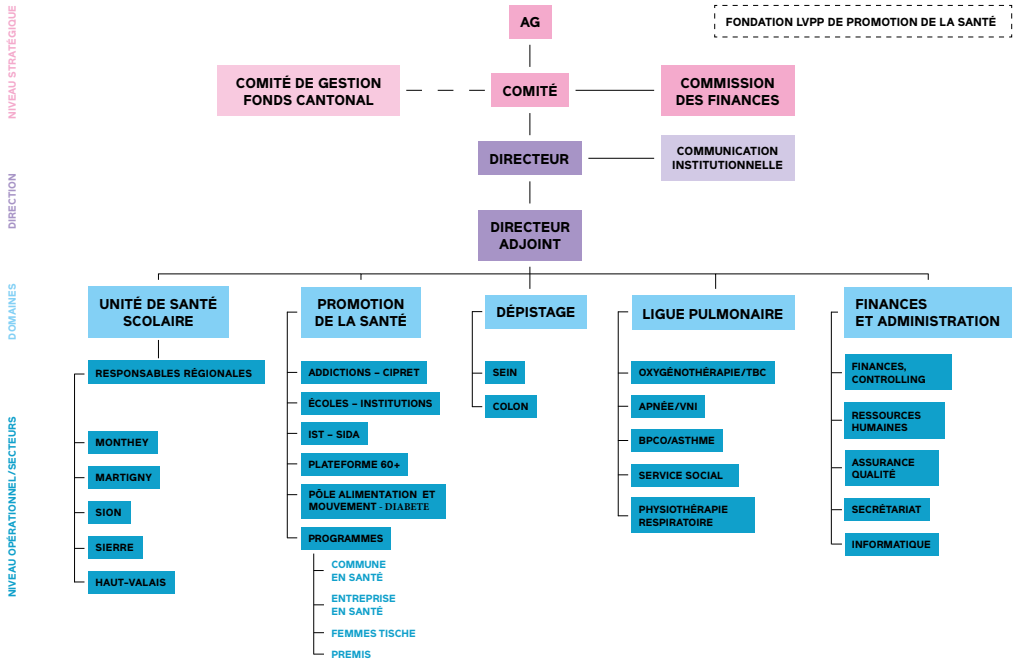 NIVEAU STRATÉGIQUE
AG
FONDATION LVPP DE PROMOTION DE LA SANTÉ
COMITÉ DE GESTION
FONDS CANTONAL
COMITÉ
COMMISSION
DES FINANCES
DIRECTION
DIRECTEUR
COMMUNICATION
INSTITUTIONNELLE
DIRECTEUR
ADJOINT
DOMAINES
UNITÉ DE SANTÉ
SCOLAIRE
PROMOTION
DE LA SANTÉ
DÉPISTAGE
LIGUE PULMONAIRE
FINANCES
ET ADMINISTRATION
NIVEAU OPÉRATIONNEL/SECTEURS
RESPONSABLES RÉGIONALES
MONTHEY
MARTIGNY
SION
SIERRE
HAUT-VALAIS
ADDICTIONS – CIPRET
ÉCOLES – INSTITUTIONS
IST – SIDA
PLATEFORME 60+
PÔLE ALIMENTATION ET
MOUVEMENT - DIABETE
PROGRAMMES
COMMUNE
EN SANTÉ
ENTREPRISE
EN SANTÉ
FEMMES TISCHE
PREMIS
SEIN
COLON
OXYGÉNOTHÉRAPIE/TBC
APNÉE/VNI
BPCO/ASTHME
SERVICE SOCIAL
PHYSIOTHÉRAPIE
RESPIRATOIRE
FINANCES,
CONTROLLING
RESSOURCES
HUMAINES
ASSURANCE
QUALITÉ
SECRÉTARIAT
INFORMATIQUE